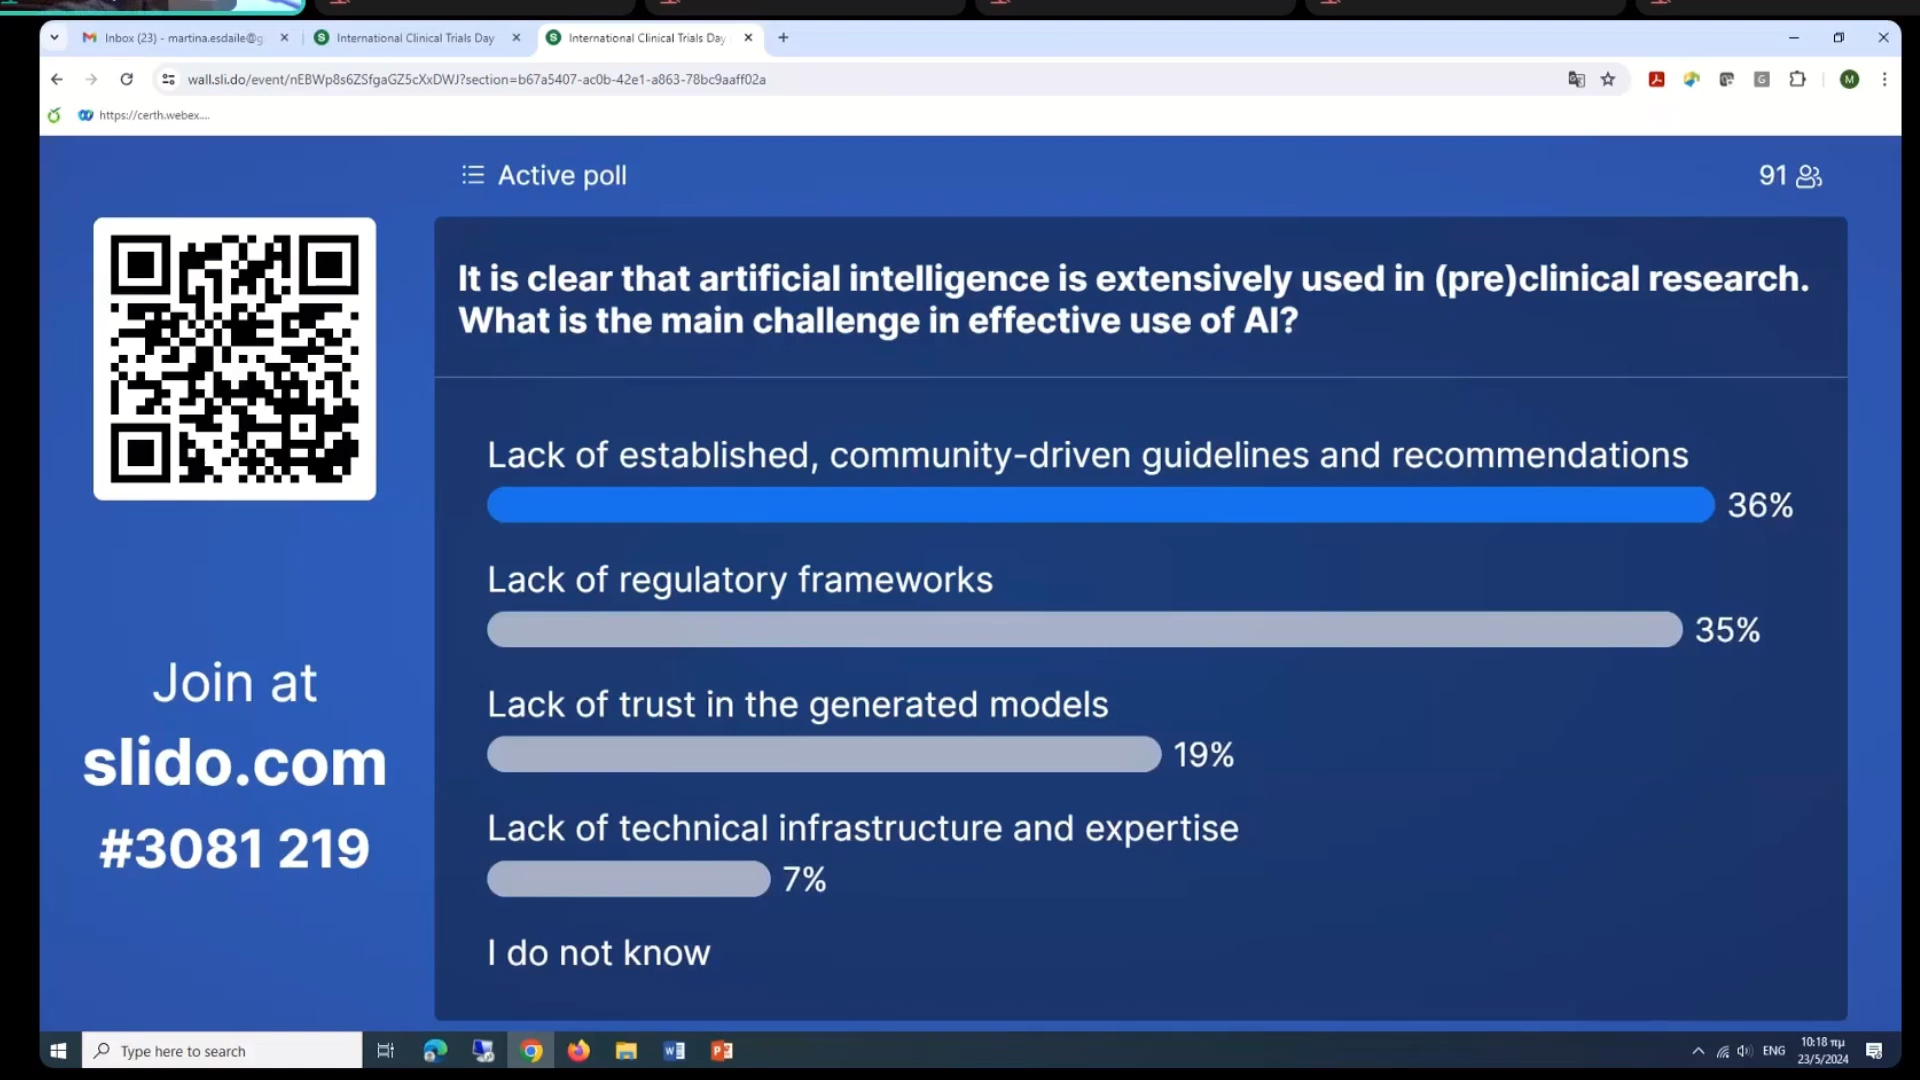 Inbox (23) - martina.esdaile@g
International Clinical Trials Day
International Clinical Trials Day
wall.sli.do/event/nEBWp8s6ZSfgaGZ5cXxDWJ?section=b67a5407-ac0b-42e1-a863-78bc9aaff02a
M
https://certh.webex....
Active poll
91
It is clear that artificial intelligence is extensively used in (pre)clinical research.
What is the main challenge in effective use of AI?
Lack of established, community-driven guidelines and recommendations
36%
Lack of regulatory frameworks
35%
Lack of trust in the generated models
19%
Lack of technical infrastructure and expertise
7%
I do not know
Join at
slido.com
#3081 219
Type here to search
ENG
10:18 πμ
23/5/2024